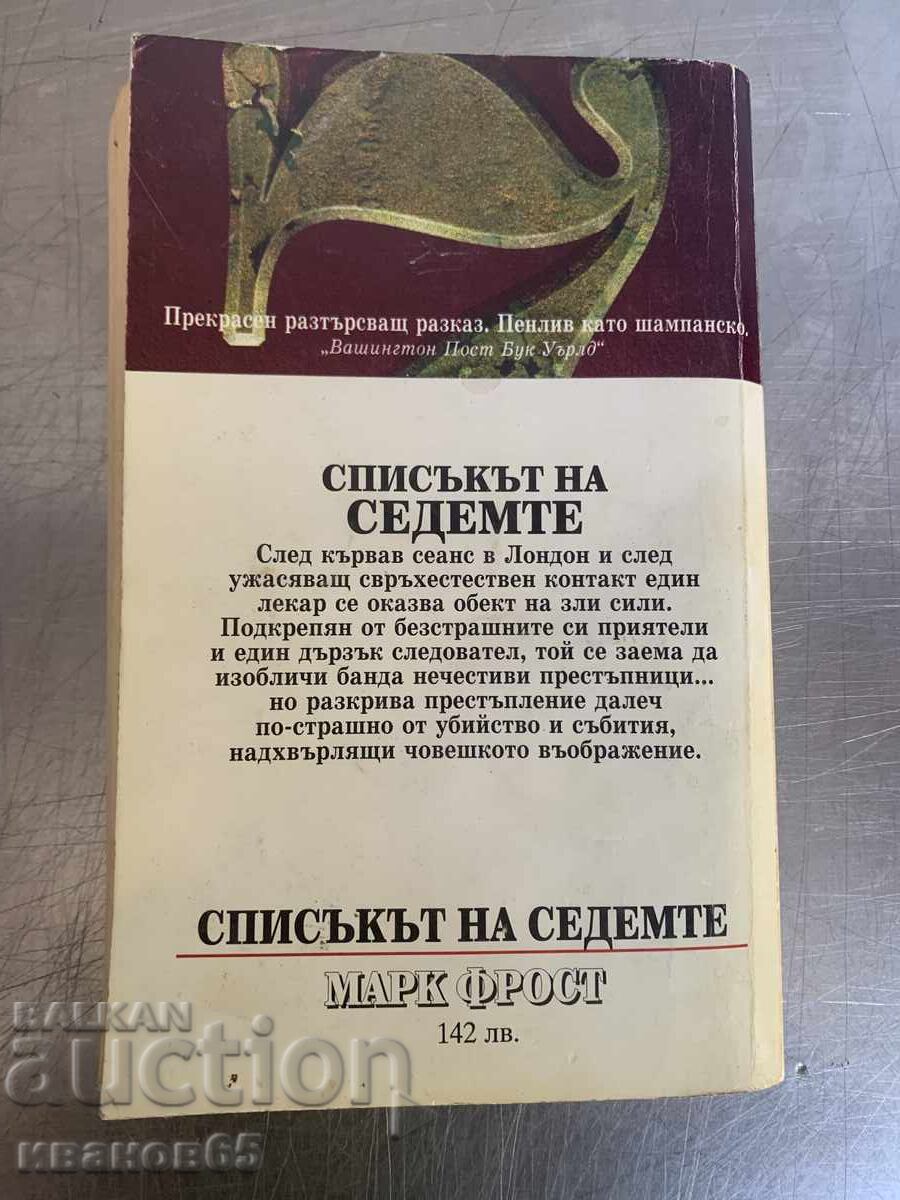 Прекрасен разтърсващ разказ. Пенлив като шампанско.
„Вашингтон Пост Бук Уърлд“
СПИСЪКЪТ НА
СЕДЕМТЕ
След кървав сеанс в Лондон и след
ужасяващ свръхестествен контакт един
лекар се оказва обект на зли сили.
Подкрепян от безстрашните си приятели
и един дързък следовател, той се заема да
изобличи банда нечестиви престъпници...
но разкрива престъпление далеч
по-страшно от убийство и събития,
надхвърлящи човешкото въображение.
СПИСЪКЪТ НА СЕДЕМТЕ
МАРК ФРОСТ
142 лв.
BALKAN
auction
иванов65